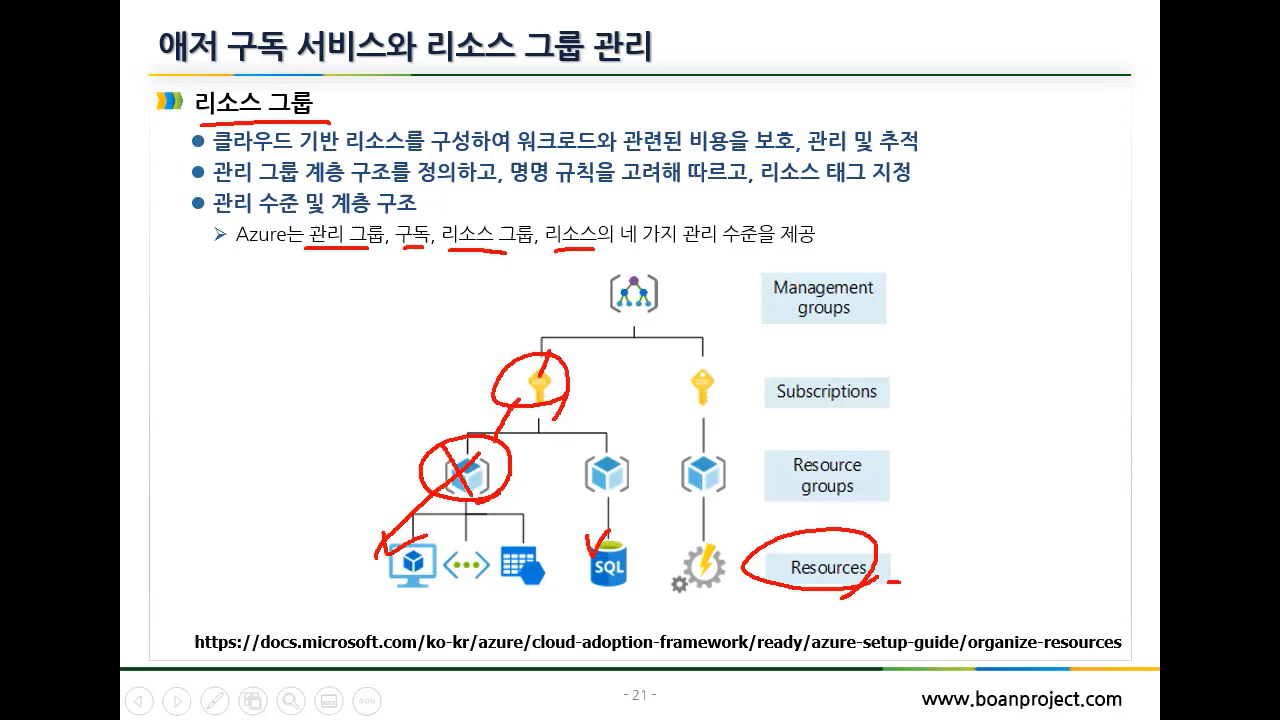 애저 구독 서비스와 리소스 그룹 관리
리소스 그룹
클라우드 기반 리소스를 구성하여 워크로드와 관련된 비용을 보호, 관리 및 추적
관리 그룹 계층 구조를 정의하고, 명명 규칙을 고려해 따르고, 리소스 태그 지정
관리 수준 및 계층 구조
Azure는 관리 그룹, 구독, 리소스 그룹, 리소스의 네 가지 관리 수준을 제공
Management
groups
Subscriptions
Resource
groups
SQL
Resources
https://docs.microsoft.com/ko-kr/azure/cloud-adoption-framework/ready/azure-setup-guide/organize-resources
- 21 -
www.boanproject.com